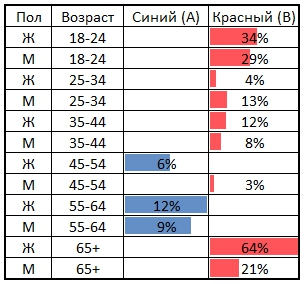 Пол Возраст Синий (A) Красный (B)
Ж 18-24 34%
М 18-24 29%
Ж 25-34 4%
М 25-34 13%
Ж 35-44 12%
М 35-44 8%
Ж 45-54 6%
М 45-54 3%
Ж 55-64 12%
М 55-64 9%
Ж 65+ 64%
М 65+ 21%